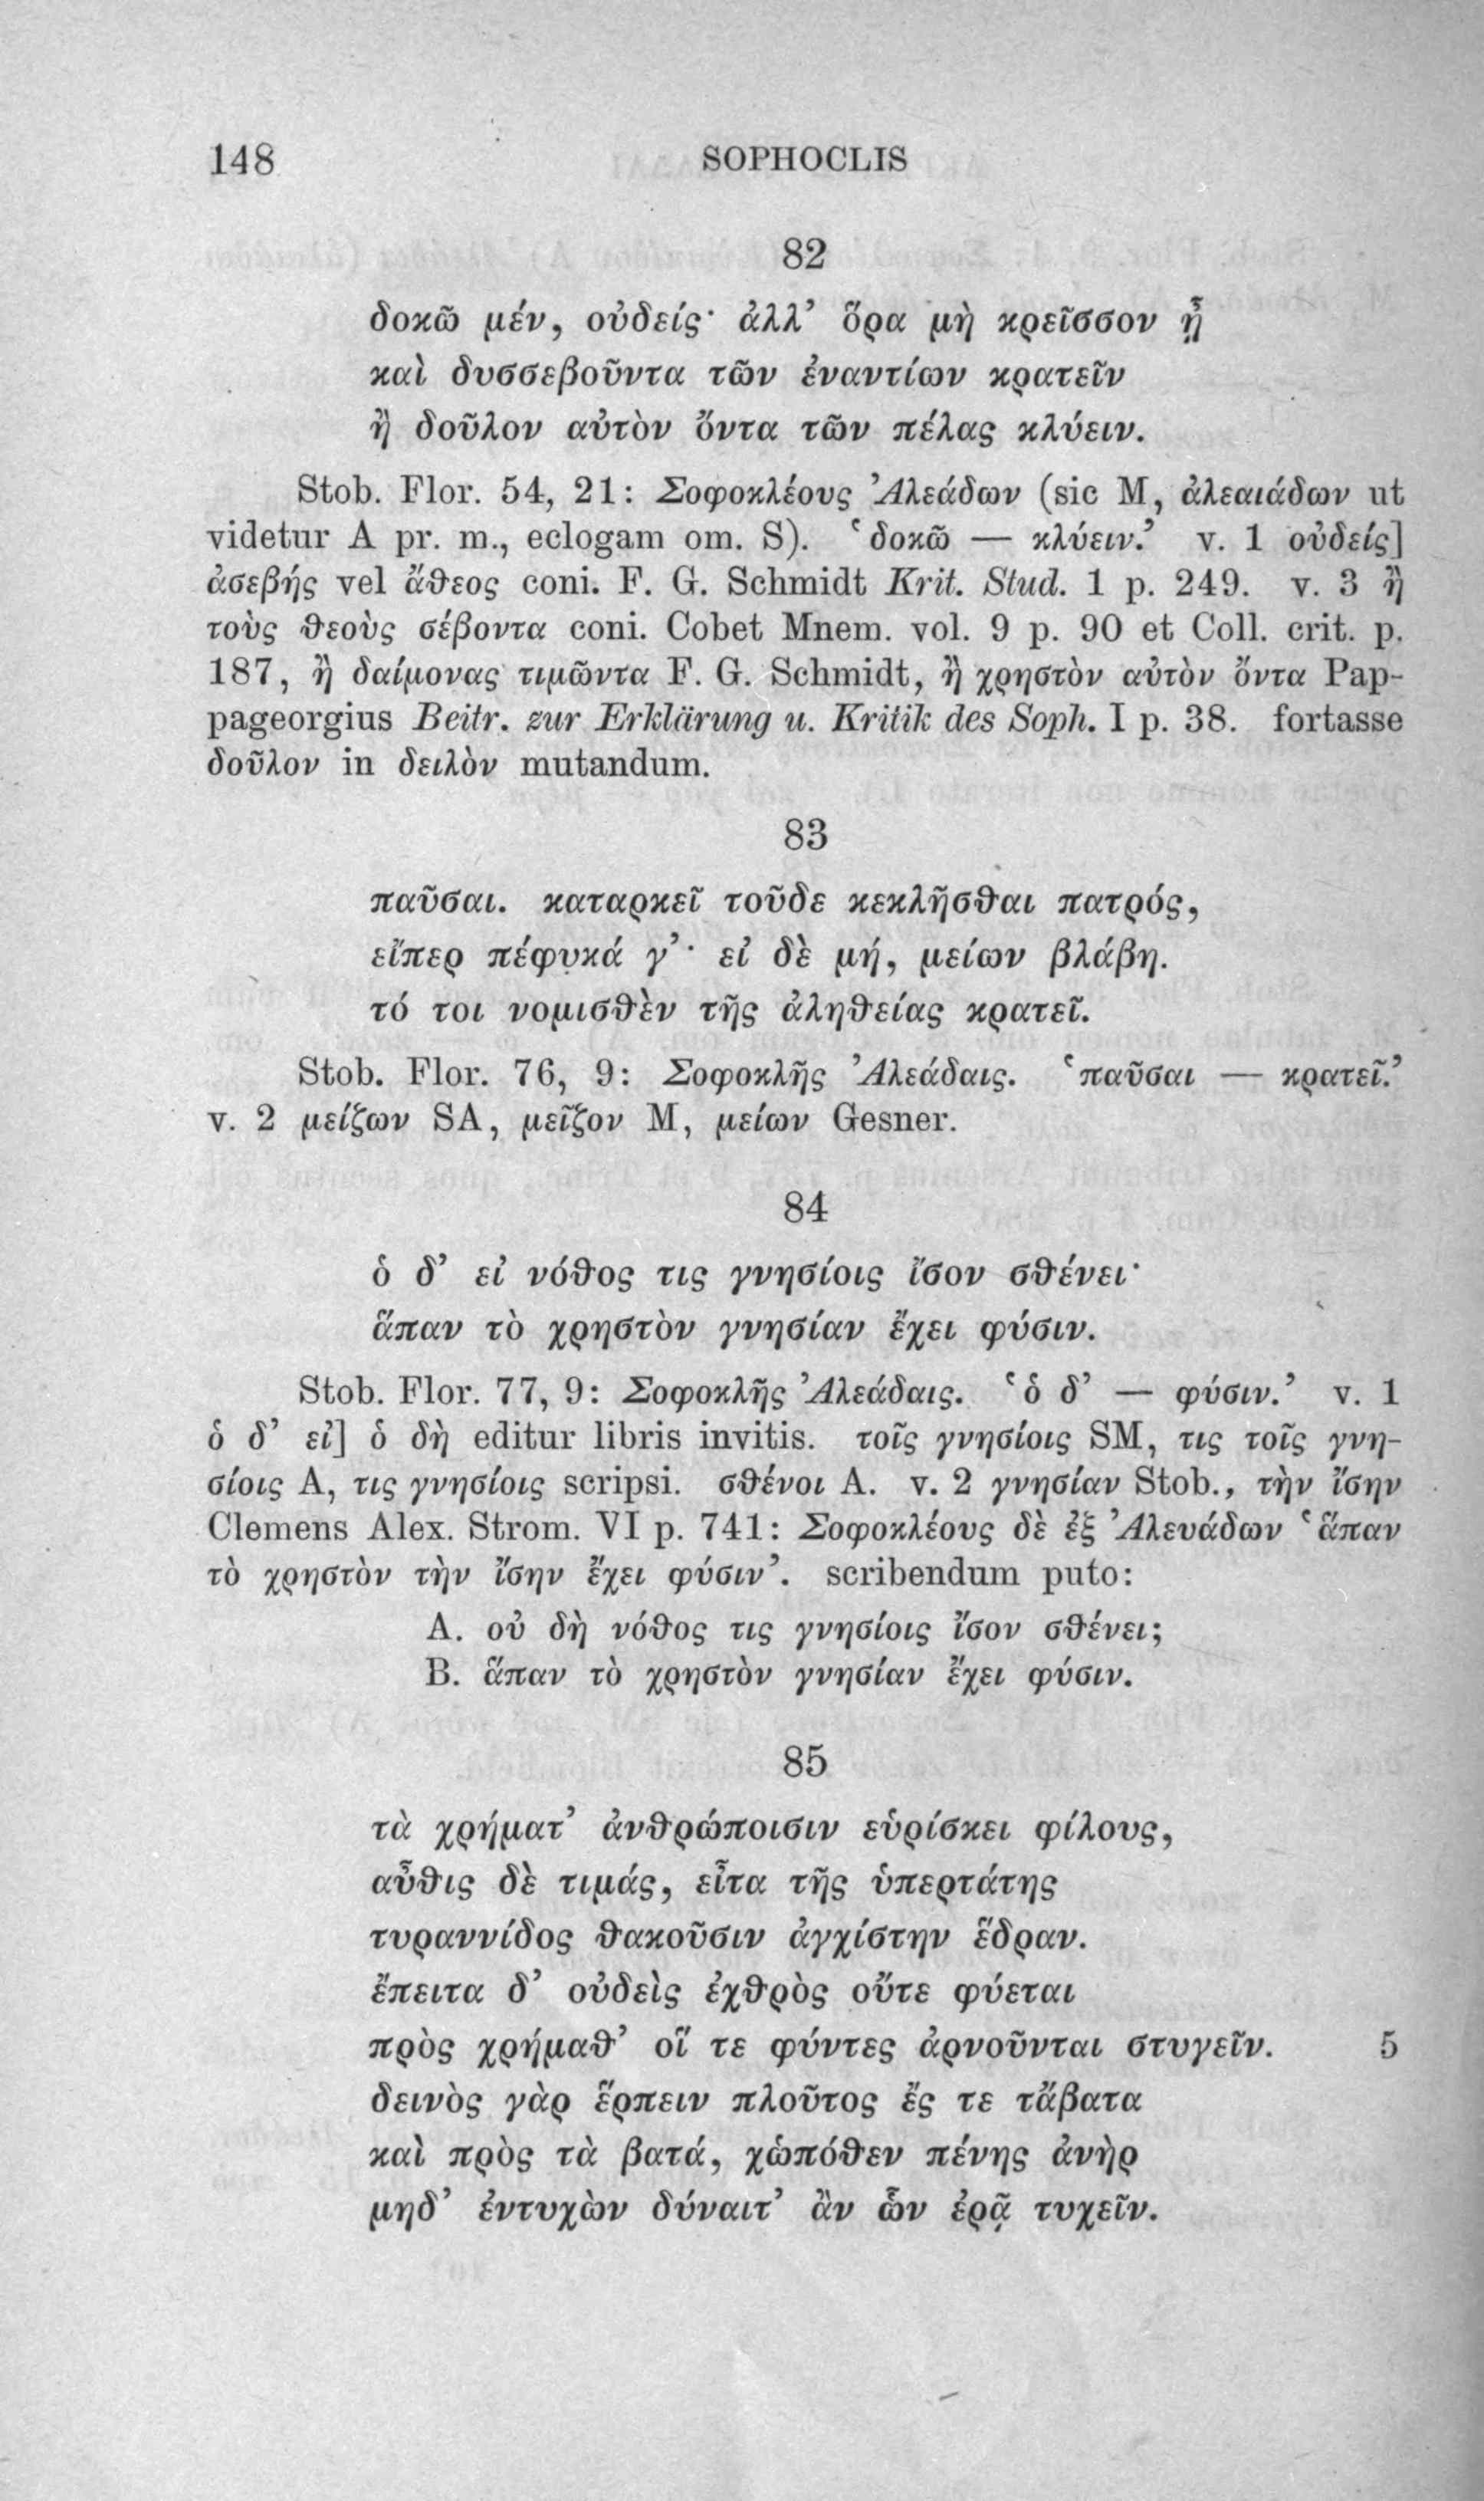 148 SOPHOCLIS
82
δοκῶ μέν, οὐδείς· ἀλλ’ ὅρα μὴ κρεῖσσον ᾖ
καὶ δυσσεβοῦντα τῶν ἐναντίων κρατεῖν
ἢ δοῦλον αὐτὸν ὄντα τῶν πέλας κλύειν.
Stob. Flor. 54, 21: Σοφοκλέους Ἀλεάδων (sic M, ἀλεαιάδων ut
videtur A pr. m., eclogam om. S). ‘δοκῶ — κλύειν.’ v. 1 οὐδείς]
ἀσεβής vel ἄϑεος coni. F. G. Schmidt Krit. Stud. 1 p. 249. v. 3 ἢ
τοὺς ϑεοὺς σέβοντα coni. Cobet Mnem. vol. 9 p. 90 et Coll. crit. p.
187, ἢ δαίμονας τιμῶντα F. G. Schmidt, ἢ χρηστὸν αὐτὸν ὄντα Pap-
pageorgius Beitr. zur Erklärung u. Kritik des Soph. I p. 38. fortasse
δοῦλον in δειλὸν mutandum.
83
παῦσαι. καταρκεῖ τοῦδε κεκλῆσϑαι πατρός,
εἴπερ πέφυκά γ’· εἰ δὲ μή, μείων βλάβη.
τό τοι νομισϑὲν τῆς ἀληϑείας κρατεῖ.
Stob. Flor. 76, 9: Σοφοκλῆς Ἀλεάδαις. ‘παῦσαι — κρατεῖ.’
v. 2 μείζων SA, μεῖζον M, μείων Gesner.
84
ὁ δ’ εἰ νόϑος τις γνησίοις ἴσον σϑένει·
ἅπαν τὸ χρηστὸν γνησίαν ἔχει φύσιν.
Stob. Flor. 77, 9: Σοφοκλῆς Ἀλεάδαις. ‘ὁ δ’ — φύσιν.’ v. 1
ὁ δ’ εἰ] ὁ δὴ editur libris invitis. τοῖς γνησίοις SM, τις τοῖς γνη-
σίοις A, τις γνησίοις scripsi. σϑένοι A. v. 2 γνησίαν Stob., τὴν ἴσην
Clemens Alex. Strom. VI p. 741: Σοφοκλέους δὲ ἐξ Ἀλευάδων ‘ἅπαν
τὸ χρηστὸν τὴν ἴσην ἔχει φύσιν’. scribendum puto:
A. οὐ δὴ νόϑος τις γνησίοις ἴσον σϑένει;
B. ἅπαν τὸ χρηστὸν γνησίαν ἔχει φύσιν.
85
τὰ χρήματ’ ἀνϑρώποισιν εὑρίσκει φίλους,
αὖϑις δὲ τιμάς, εἶτα τῆς ὑπερτάτης
τυραννίδος ϑακοῦσιν ἀγχίστην ἕδραν.
ἔπειτα δ’ οὐδεὶς ἐχϑρὸς οὔτε φύεται
πρὸς χρήμαϑ’ οἵ τε φύντες ἀρνοῦνται στυγεῖν. 5
δεινὸς γὰρ ἕρπειν πλοῦτος ἔς τε τἄβατα
καὶ πρὸς τὰ βατά, χὠπόϑεν πένης ἀνὴρ
μηδ’ ἐντυχὼν δύναιτ’ ἂν ὧν ἐρᾷ τυχεῖν.